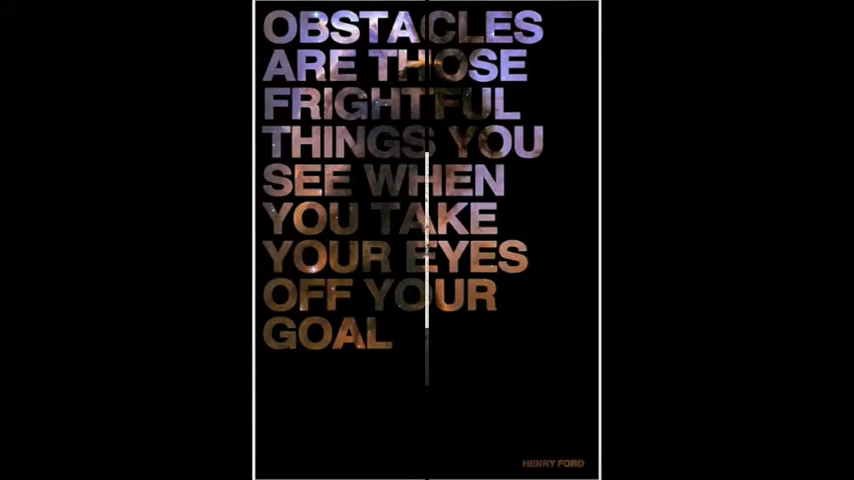 OBSTACLES
ARE THOSE
FRIGHTFUL
THINGS YOU
SEE WHEN
YOU TAKE
YOUR EYES
OFF YOUR
GOAL
HENRY FORD